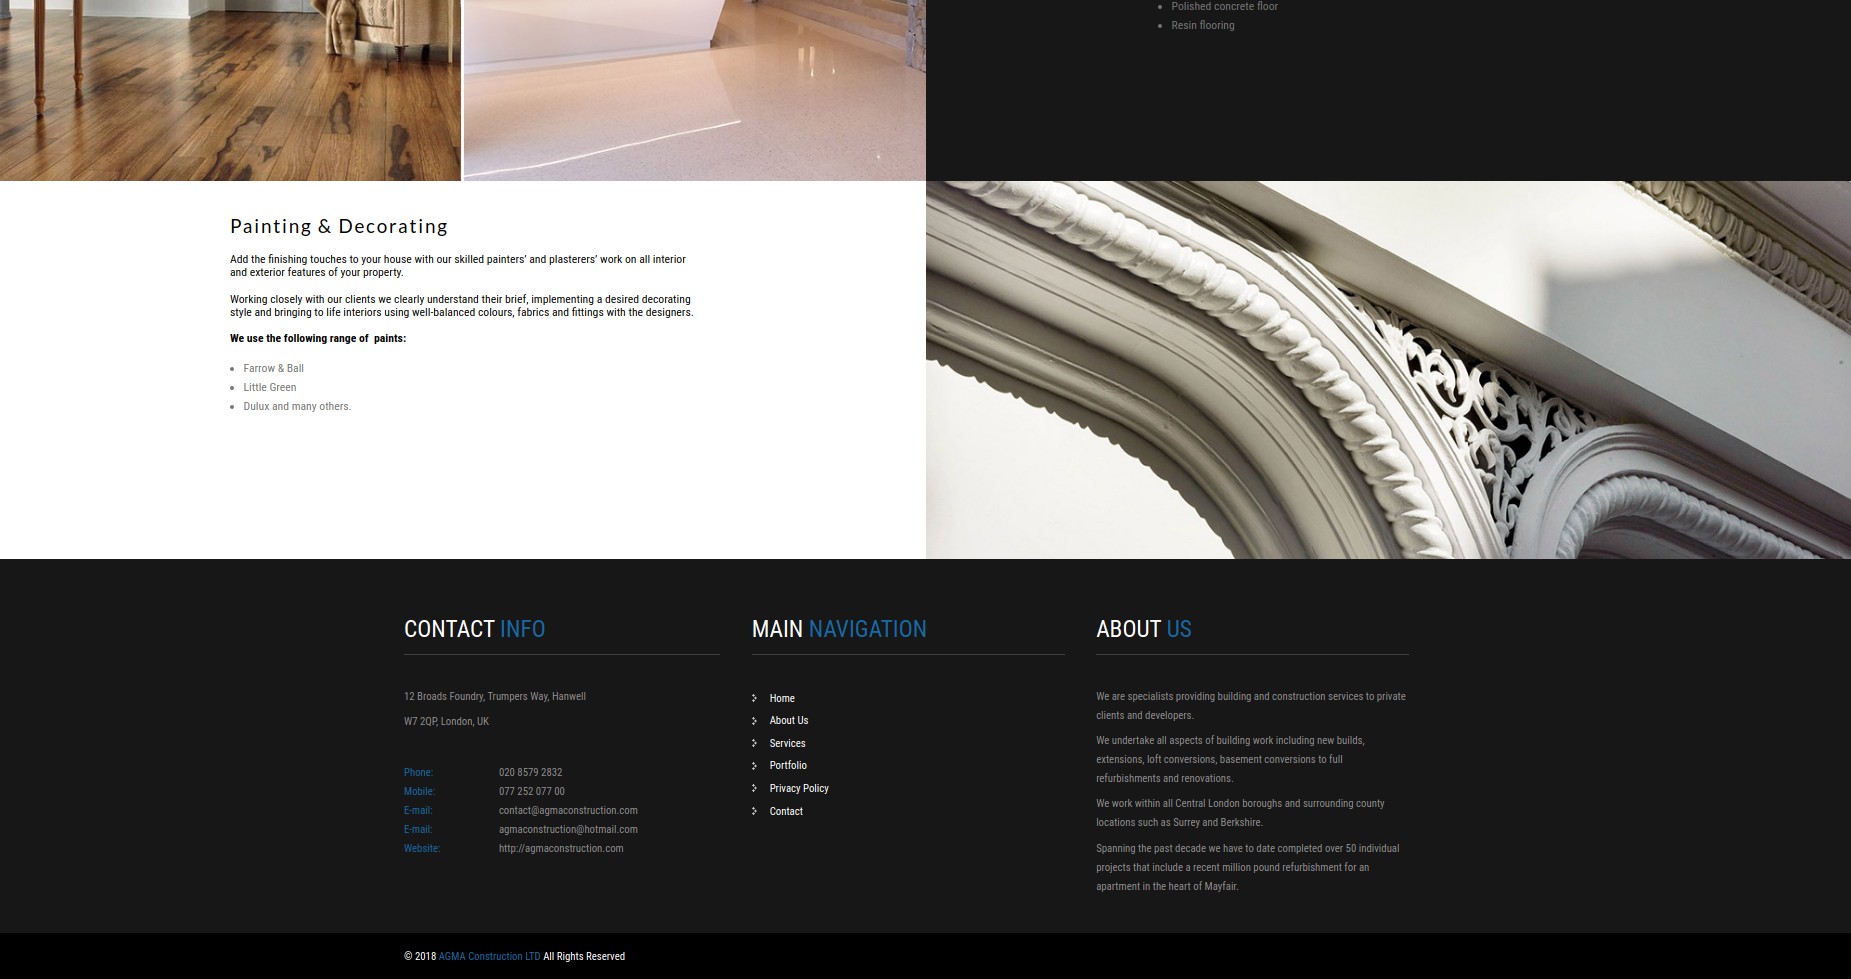 Polished concrete floor
Resin flooring
Painting & Decorating
Add the finishing touches to your house with our skilled painters' and plasterers' work on all interior
and exterior features of your property.
Working closely with our clients we clearly understand their brief, implementing a desired decorating
style and bringing to life interiors using well-balanced colours, fabrics and fittings with the designers.
We use the following range of  paints:
Farrow & Ball
Little Green
Dulux and many others.
CONTACT INFO
12 Broads Foundry, Trumpers Way, Hanwell
W7 2QP, London, UK
Phone: 020 8579 2832
Mobile: 077 252 077 00
E-mail: contact@agmaconstruction.com
E-mail: agmaconstruction@hotmail.com
Website: http://agmaconstruction.com
MAIN NAVIGATION
Home
About Us
Services
Portfolio
Privacy Policy
Contact
ABOUT US
We are specialists providing building and construction services to private
clients and developers.
We undertake all aspects of building work including new builds,
extensions, loft conversions, basement conversions to full
refurbishments and renovations.
We work within all Central London boroughs and surrounding county
locations such as Surrey and Berkshire.
Spanning the past decade we have to date completed over 50 individual
projects that include a recent million pound refurbishment for an
apartment in the heart of Mayfair.
© 2018 AGMA Construction LTD All Rights Reserved